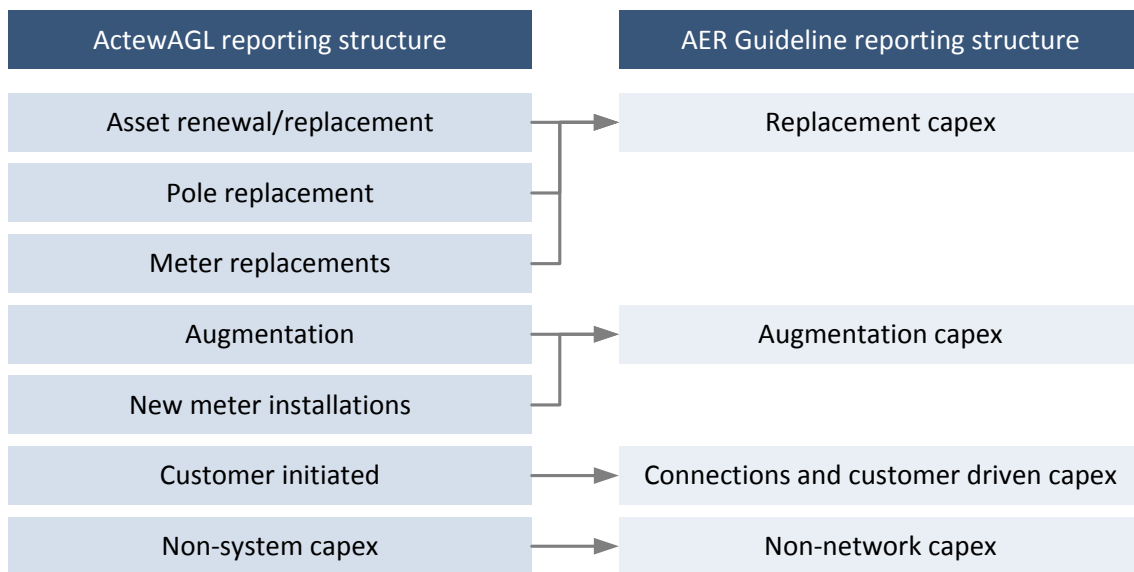 ActewAGL reporting structure
AER Guideline reporting structure
Asset renewal/replacement
Replacement capex
Pole replacement
Meter replacements
Augmentation
Augmentation capex
New meter installations
Customer initiated
Connections and customer driven capex
Non-system capex
Non-network capex